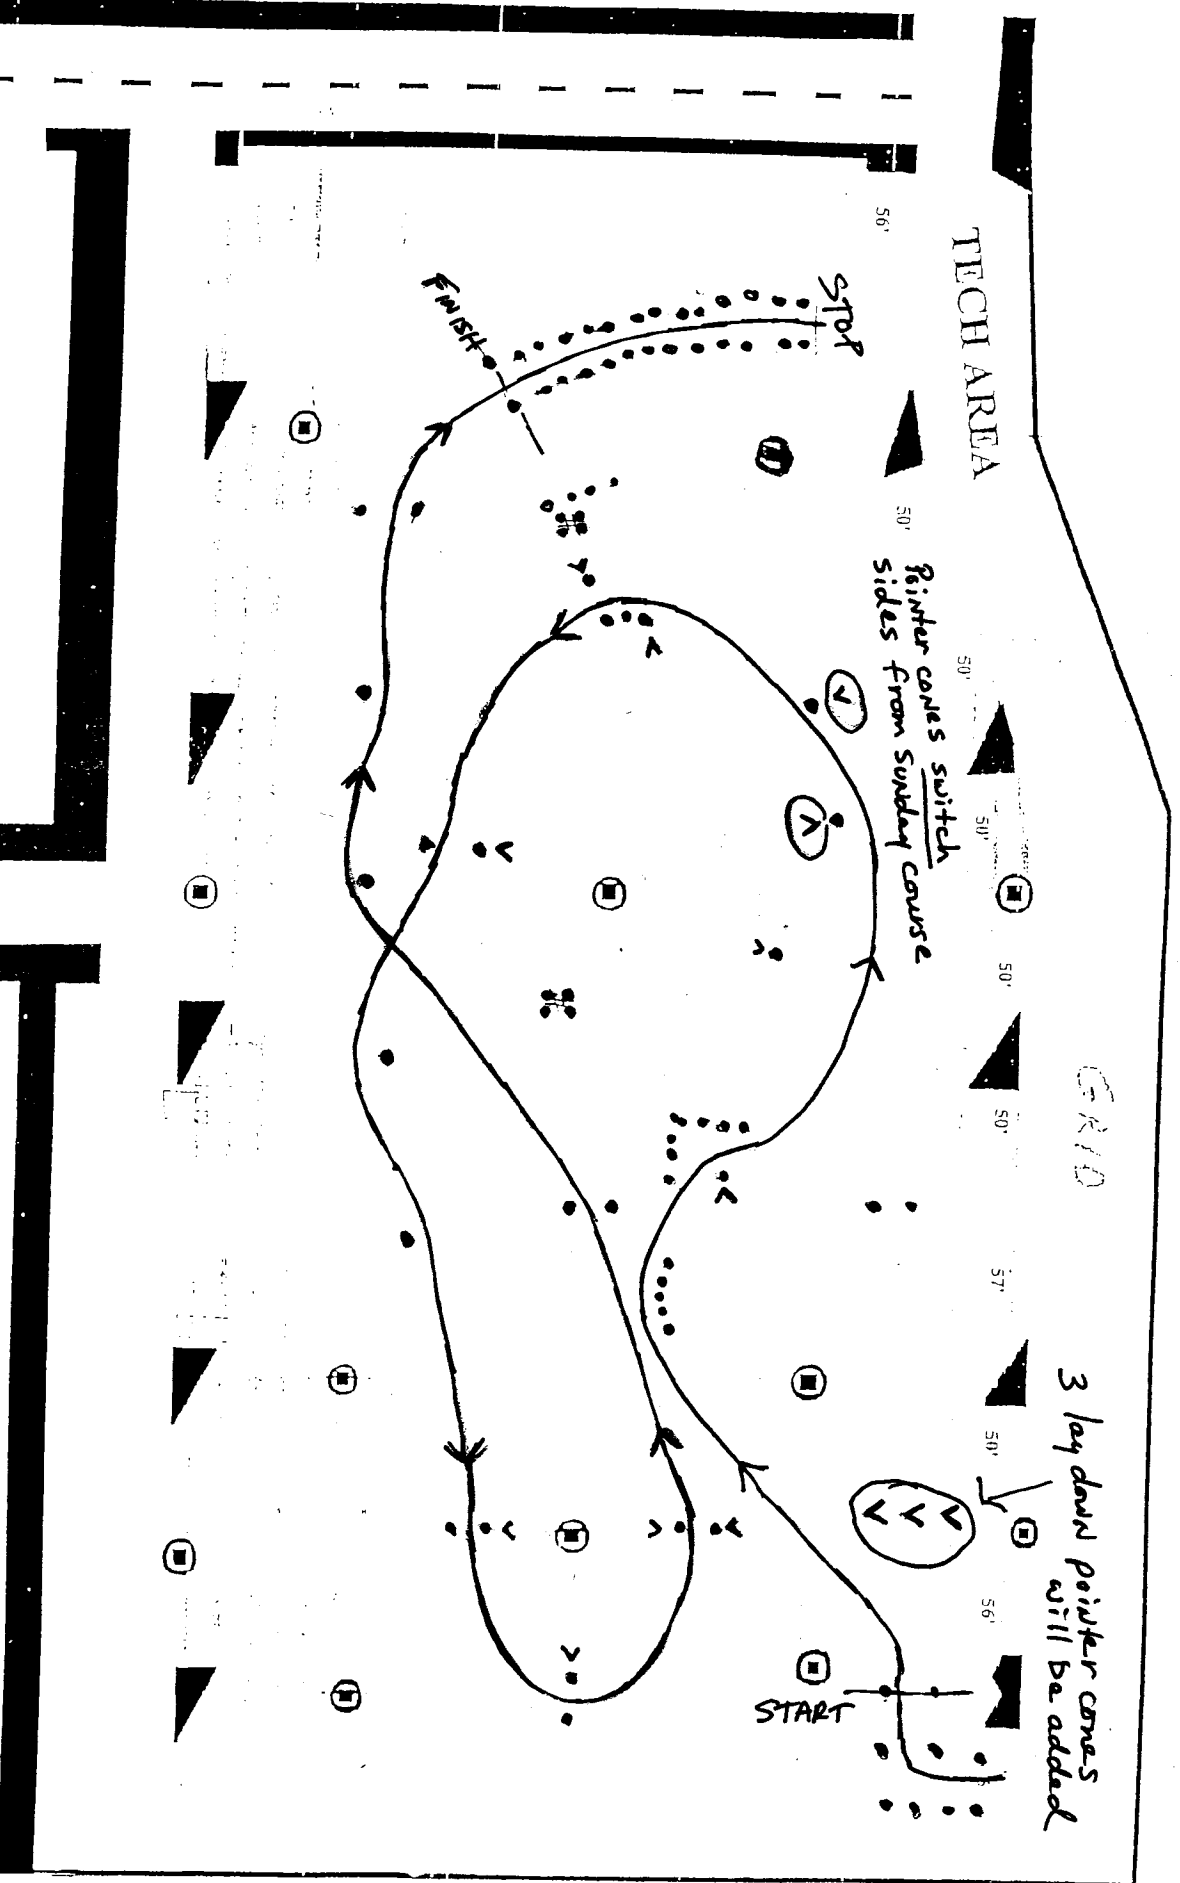 TECH AREA
STOP
FINISH
56'
50'
Pointer cones switch
sides from Sunday course
50'
50'
50'
GRID
50'
57'
50'
3 lay down pointer cones
will be added
56'
START